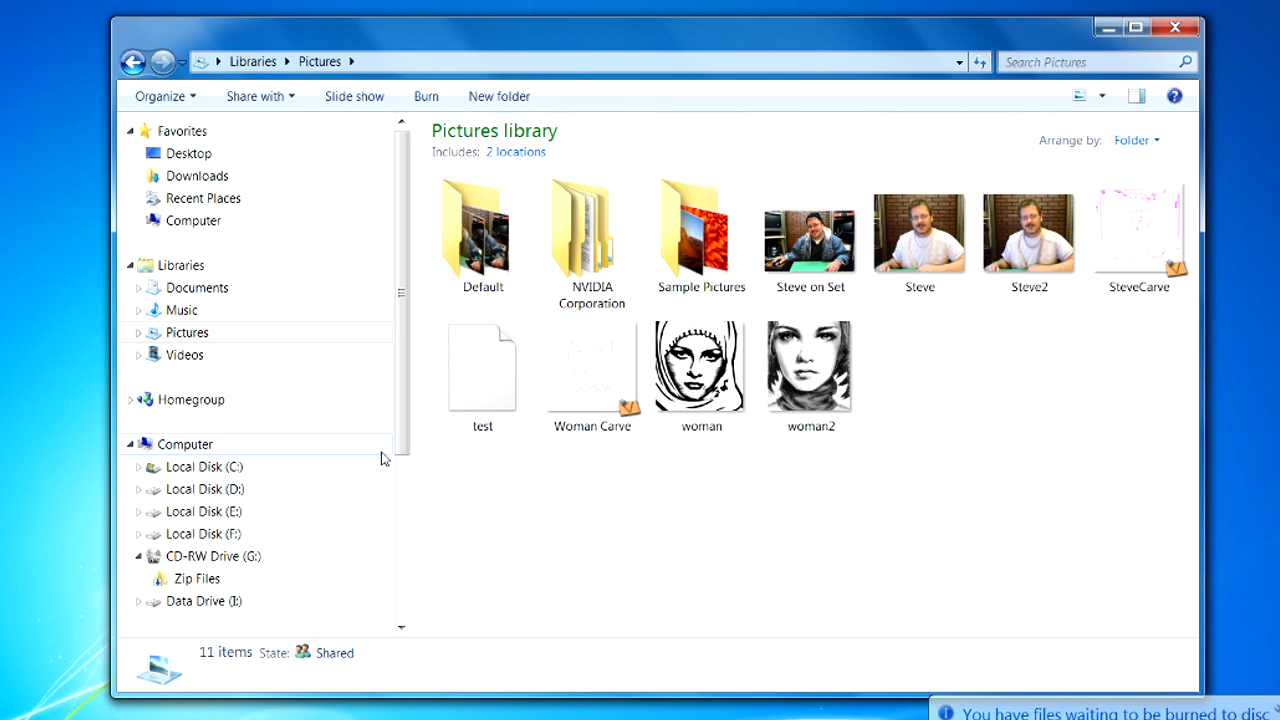 Libraries Pictures
Search Pictures
Organize Share with Slide show Burn New folder
Favorites
Desktop
Downloads
Recent Places
Computer
Libraries
Documents
Music
Pictures
Videos
Homegroup
Computer
Local Disk (C:)
Local Disk (D:)
Local Disk (E:)
Local Disk (F:)
CD-RW Drive (G:)
Zip Files
Data Drive (I:)
Pictures library
Includes: 2 locations
Arrange by: Folder
Default
NVIDIA
Corporation
Sample Pictures
Steve on Set
Steve
Steve2
SteveCarve
test
Woman Carve
woman
woman2
11 items State: Shared
You have files waiting to be burned to disc